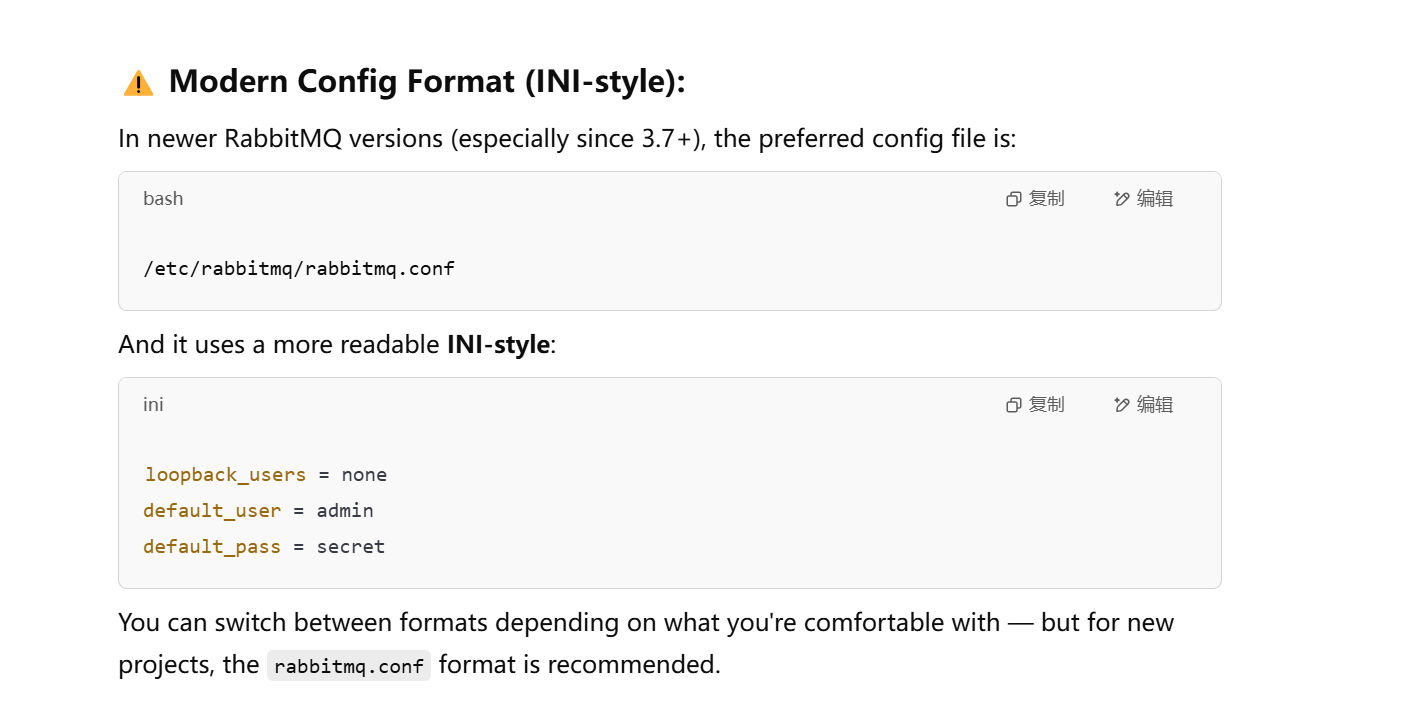 ⚠️ Modern Config Format (INI-style):
In newer RabbitMQ versions (especially since 3.7+), the preferred config file is:
bash 复制 编辑
/etc/rabbitmq/rabbitmq.conf
And it uses a more readable INI-style:
ini 复制 编辑
loopback_users = none
default_user = admin
default_pass = secret
You can switch between formats depending on what you're comfortable with — but for new
projects, the rabbitmq.conf format is recommended.